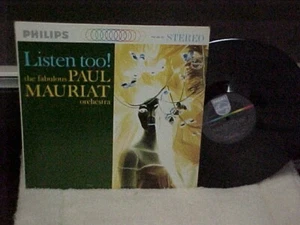 PHILIPS
STEREO
Listen too!
the fabulous PAUL
MAURIAT
orchestra